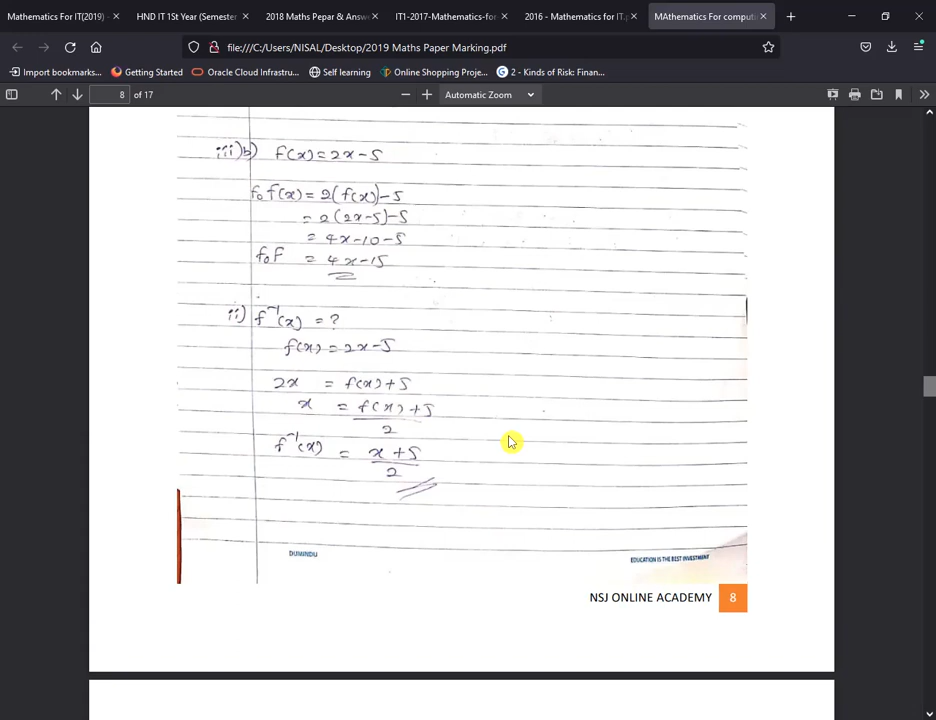 Mathematics For IT(2019)
HND IT 1St Year (Semester
2018 Maths Pepar & Answ
IT1-2017-Mathematics-for-
2016 - Mathematics for IT.p
MAthematics For comput
file:///C:/Users/NISAL/Desktop/2019 Maths Paper Marking.pdf
Import bookmarks...
Getting Started
Oracle Cloud Infrastru...
Self learning
Online Shopping Proje...
2 - Kinds of Risk: Finan...
8 of 17
Automatic Zoom
iii) b) f(x) = 2x - 5
f₀ f(x) = 2(f(x)) - 5
= 2(2x-5) - 5
= 4x - 10 - 5
f₀F = 4x - 15
ii) f⁻¹(x) = ?
f(x) = 2x - 5
2x = f(x) + 5
x = f(x) + 5
2
f⁻¹(x) = x + 5
2
DUMINDU
EDUCATION IS THE BEST INVESTMENT
NSJ ONLINE ACADEMY 8